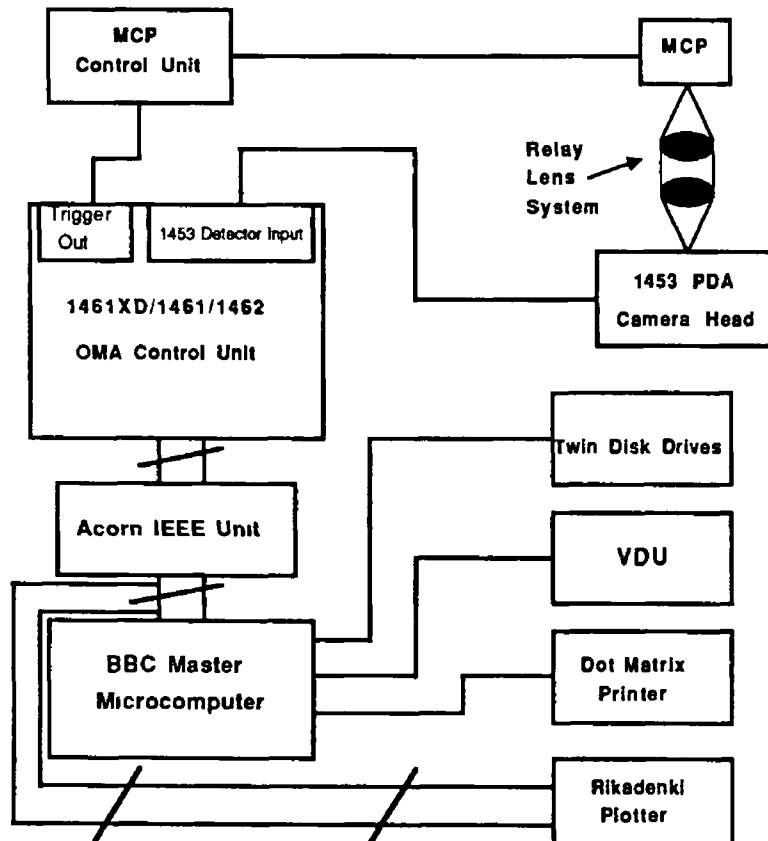 MCP
Control Unit
MCP
Relay
Lens
System
Trigger
Out
1453 Detector Input
1461XD/1461/1462
OMA Control Unit
1453 PDA
Camera Head
Twin Disk Drives
Acorn IEEE Unit
VDU
BBC Master
Microcomputer
Dot Matrix
Printer
Rikadenki
Plotter